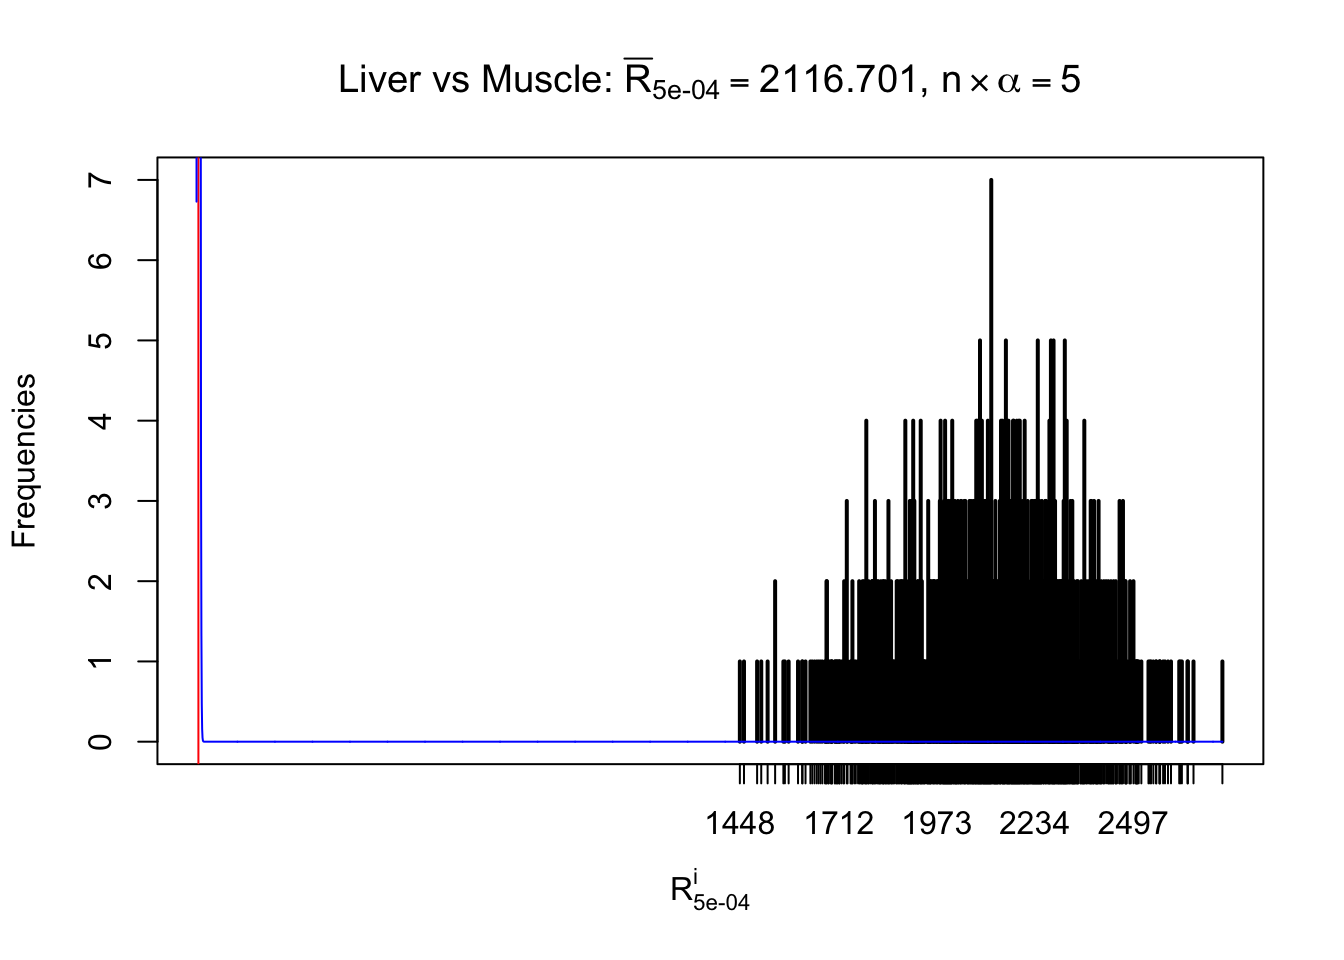 Liver vs Muscle: R̅₅ₑ₋₀₄ = 2116.701, n × α = 5
Frequencies
7
6
5
4
3
2
1
0
1448 1712 1973 2234 2497
Rⁱ₅ₑ₋₀₄